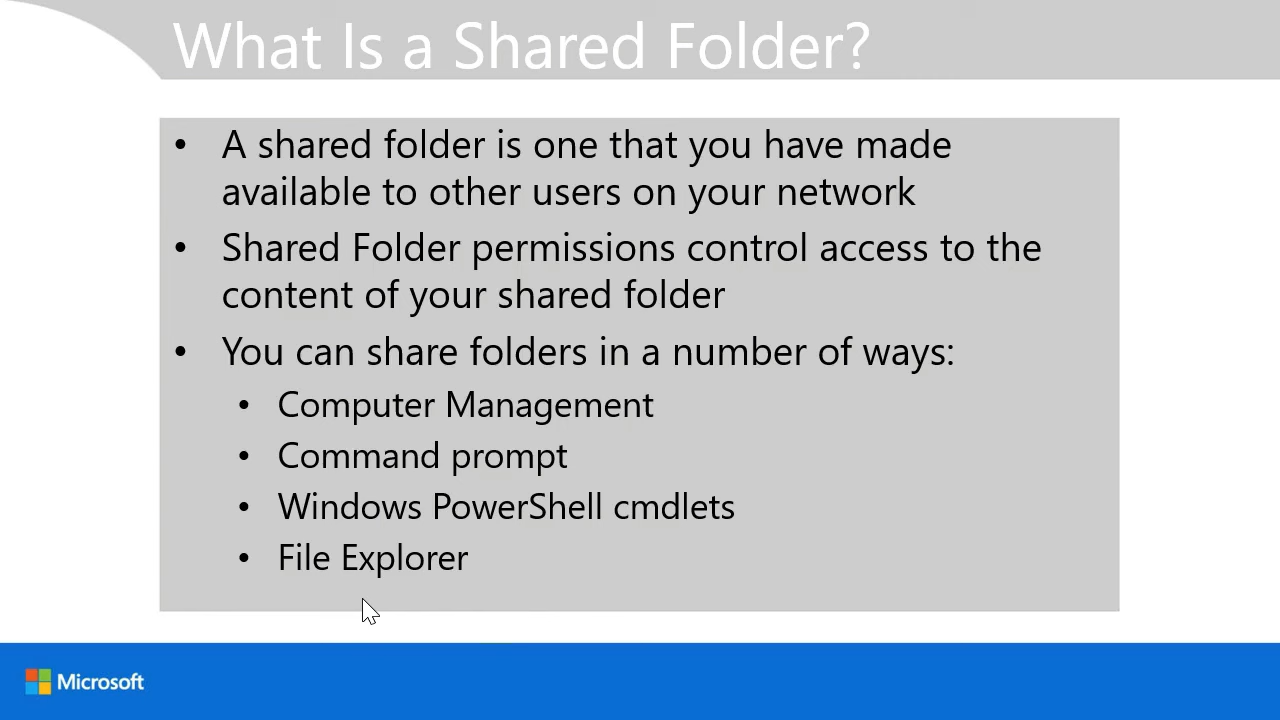 What Is a Shared Folder?
• A shared folder is one that you have made
available to other users on your network
• Shared Folder permissions control access to the
content of your shared folder
• You can share folders in a number of ways:
• Computer Management
• Command prompt
• Windows PowerShell cmdlets
• File Explorer
Microsoft